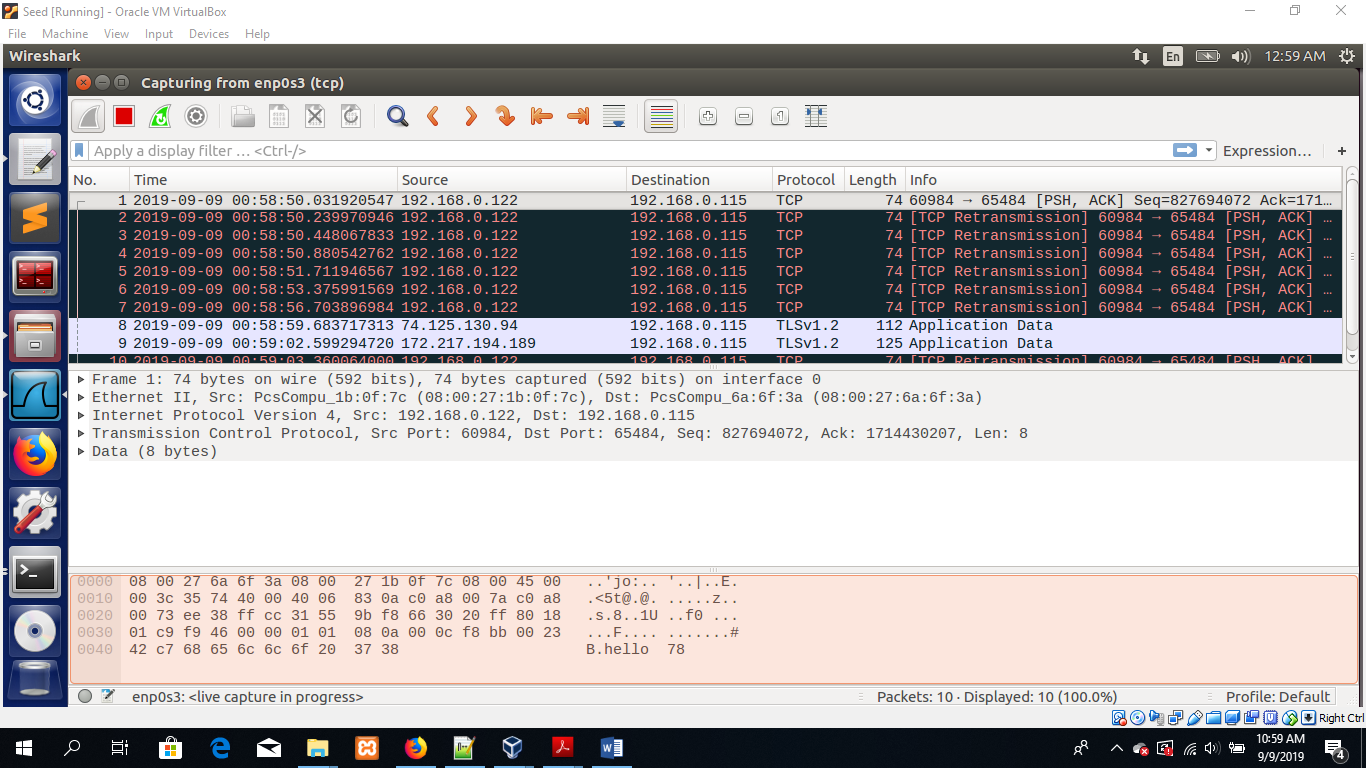 Seed [Running] - Oracle VM VirtualBox
File Machine View Input Devices Help
Wireshark En 12:59 AM
Capturing from enp0s3 (tcp)
Apply a display filter … <Ctrl-/> Expression… +
No. Time Source Destination Protocol Length Info
1 2019-09-09 00:58:50.031920547 192.168.0.122 192.168.0.115 TCP 74 60984 → 65484 [PSH, ACK] Seq=827694072 Ack=171…
2 2019-09-09 00:58:50.239970946 192.168.0.122 192.168.0.115 TCP 74 [TCP Retransmission] 60984 → 65484 [PSH, ACK] …
3 2019-09-09 00:58:50.448067833 192.168.0.122 192.168.0.115 TCP 74 [TCP Retransmission] 60984 → 65484 [PSH, ACK] …
4 2019-09-09 00:58:50.880542762 192.168.0.122 192.168.0.115 TCP 74 [TCP Retransmission] 60984 → 65484 [PSH, ACK] …
5 2019-09-09 00:58:51.711946567 192.168.0.122 192.168.0.115 TCP 74 [TCP Retransmission] 60984 → 65484 [PSH, ACK] …
6 2019-09-09 00:58:53.375991569 192.168.0.122 192.168.0.115 TCP 74 [TCP Retransmission] 60984 → 65484 [PSH, ACK] …
7 2019-09-09 00:58:56.703896984 192.168.0.122 192.168.0.115 TCP 74 [TCP Retransmission] 60984 → 65484 [PSH, ACK] …
8 2019-09-09 00:58:59.683717313 74.125.130.94 192.168.0.115 TLSv1.2 112 Application Data
9 2019-09-09 00:59:02.599294720 172.217.194.189 192.168.0.115 TLSv1.2 125 Application Data
10 2019-09-09 00:59:03.360064000 192.168.0.122 192.168.0.115 TCP 74 [TCP Retransmission] 60984 → 65484 [PSH, ACK] …
Frame 1: 74 bytes on wire (592 bits), 74 bytes captured (592 bits) on interface 0
Ethernet II, Src: PcsCompu_1b:0f:7c (08:00:27:1b:0f:7c), Dst: PcsCompu_6a:6f:3a (08:00:27:6a:6f:3a)
Internet Protocol Version 4, Src: 192.168.0.122, Dst: 192.168.0.115
Transmission Control Protocol, Src Port: 60984, Dst Port: 65484, Seq: 827694072, Ack: 1714430207, Len: 8
Data (8 bytes)
0000 08 00 27 6a 6f 3a 08 00 27 1b 0f 7c 08 00 45 00 ..'jo:.. '..|..E.
0010 00 3c 35 74 40 00 40 06 83 0a c0 a8 00 7a c0 a8 .<5t@.@. .....z..
0020 00 73 ee 38 ff cc 31 55 9b f8 66 30 20 ff 80 18 .s.8..1U ..f0 ...
0030 01 c9 f9 46 00 00 01 01 08 0a 00 0c f8 bb 00 23 ...F.... .......#
0040 42 c7 68 65 6c 6c 6f 20 37 38 B.hello 78
enp0s3: <live capture in progress> Packets: 10 · Displayed: 10 (100.0%) Profile: Default
Right Ctrl
10:59 AM
9/9/2019
4